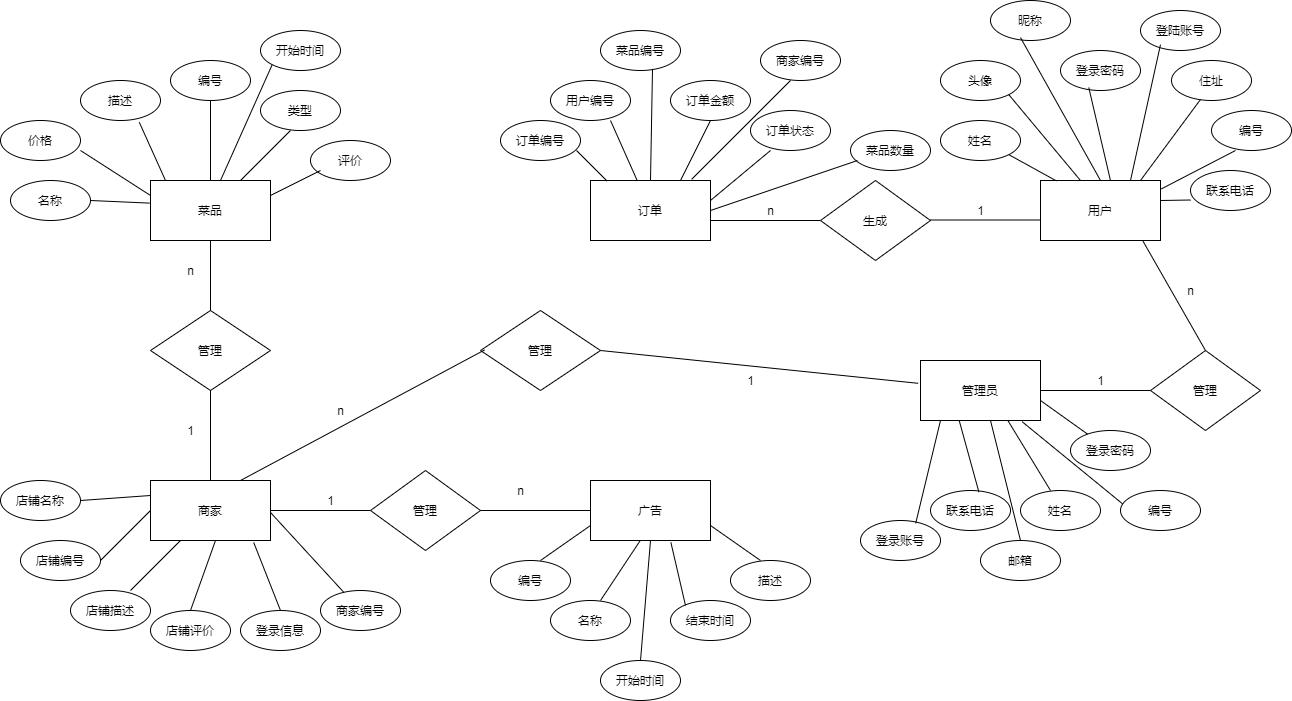 昵称
登陆账号
开始时间
菜品编号
商家编号
编号
登录密码
头像
住址
描述
用户编号
订单金额
类型
订单状态
编号
价格
订单编号
姓名
菜品数量
评价
联系电话
名称
菜品
订单
n
生成
1
用户
n
n
管理
管理
1
1
管理员
1
管理
n
1
登录密码
店铺名称
商家
1
管理
n
广告
联系电话
姓名
编号
登录账号
店铺编号
邮箱
编号
描述
店铺描述
商家编号
店铺评价
登录信息
名称
结束时间
开始时间